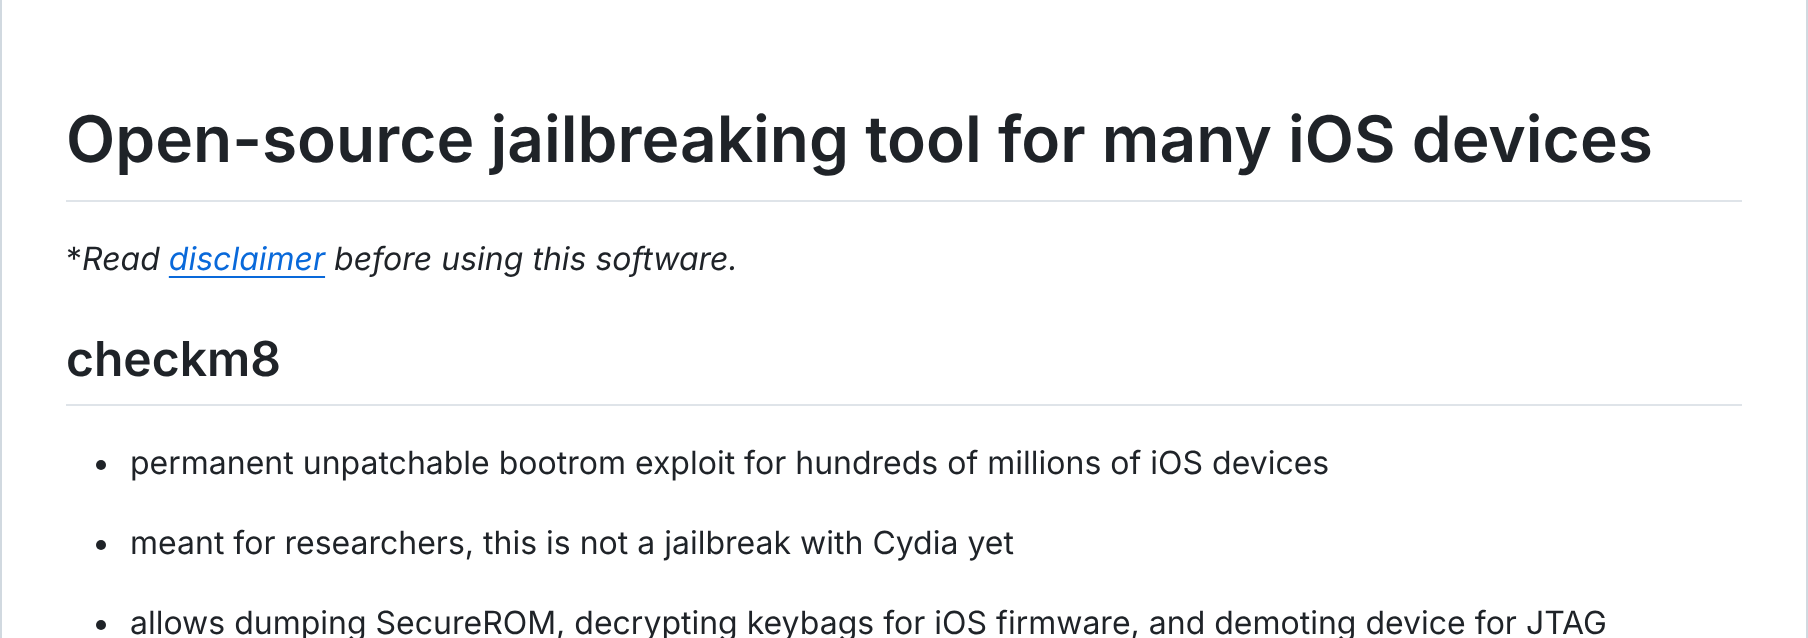 Open-source jailbreaking tool for many iOS devices
*Read disclaimer before using this software.
checkm8
• permanent unpatchable bootrom exploit for hundreds of millions of iOS devices
• meant for researchers, this is not a jailbreak with Cydia yet
• allows dumping SecureROM, decrypting keybags for iOS firmware, and demoting device for JTAG